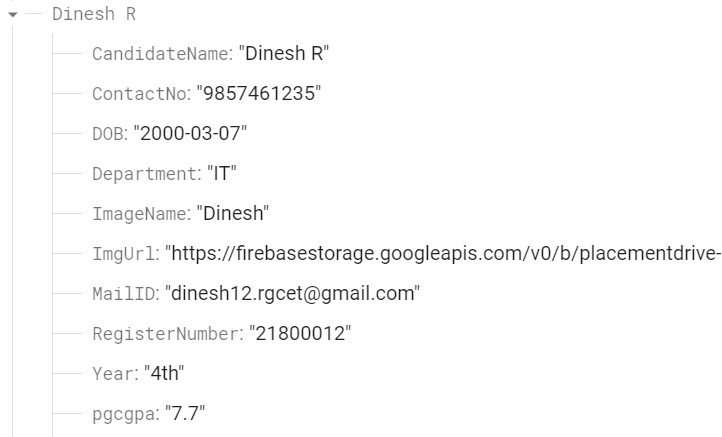 Dinesh R
CandidateName: "Dinesh R"
ContactNo: "9857461235"
DOB: "2000-03-07"
Department: "IT"
ImageName: "Dinesh"
ImgUrl: "https://firebasestorage.googleapis.com/v0/b/placementdrive-
MailID: "dinesh12.rgcet@gmail.com"
RegisterNumber: "21800012"
Year: "4th"
pgcgpa: "7.7"